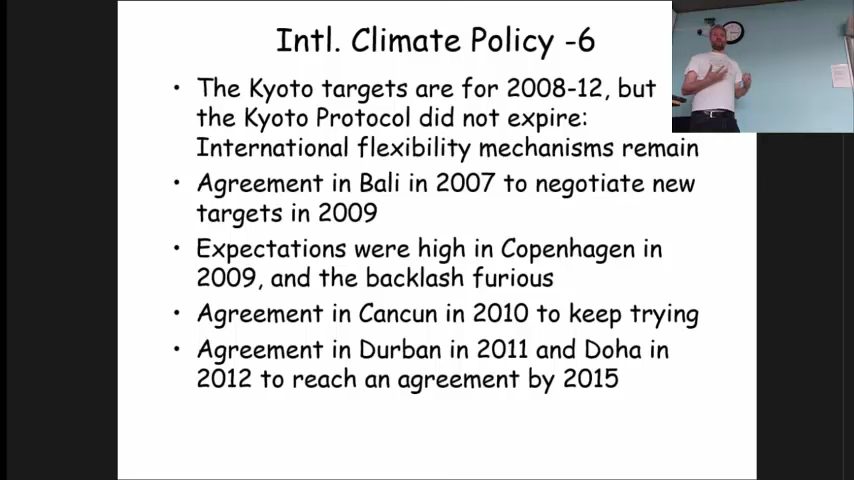 Intl. Climate Policy -6
• The Kyoto targets are for 2008-12, but
the Kyoto Protocol did not expire:
International flexibility mechanisms remain
• Agreement in Bali in 2007 to negotiate new
targets in 2009
• Expectations were high in Copenhagen in
2009, and the backlash furious
• Agreement in Cancun in 2010 to keep trying
• Agreement in Durban in 2011 and Doha in
2012 to reach an agreement by 2015